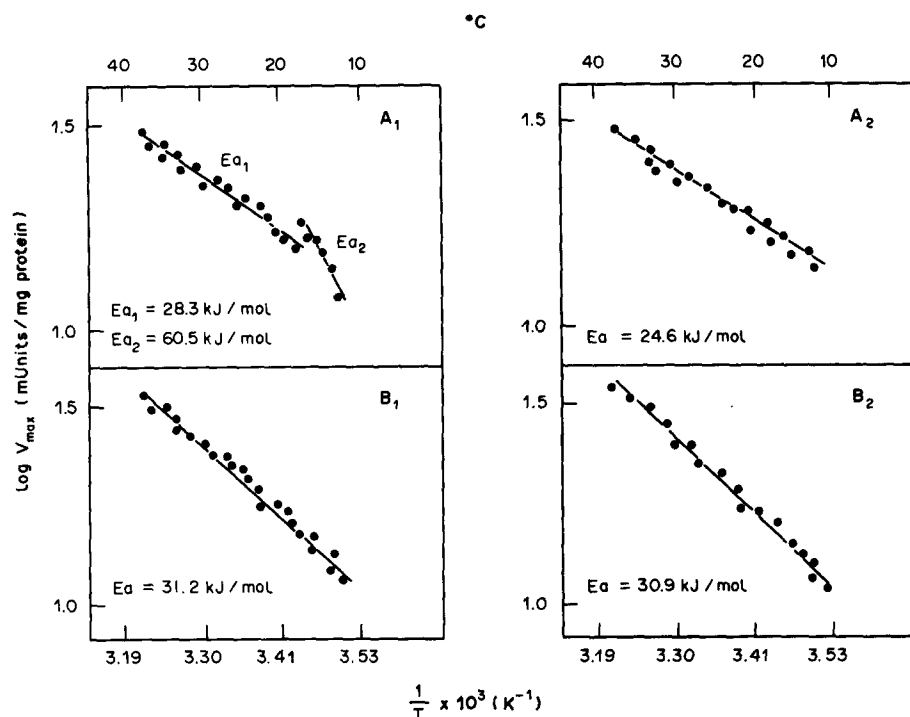 °C
40 30 20 10
40 30 20 10
A1
A2
1.5
1.0
1.5
1.0
Ea1
Ea2
Ea1 = 28.3 kJ / mol
Ea2 = 60.5 kJ / mol
Ea = 24.6 kJ / mol
Log Vmax ( mUnits / mg protein)
B1
B2
1.5
1.0
1.5
1.0
Ea = 31.2 kJ / mol
Ea = 30.9 kJ / mol
3.19 3.30 3.41 3.53
3.19 3.30 3.41 3.53
1/T x 10³ (K⁻¹)